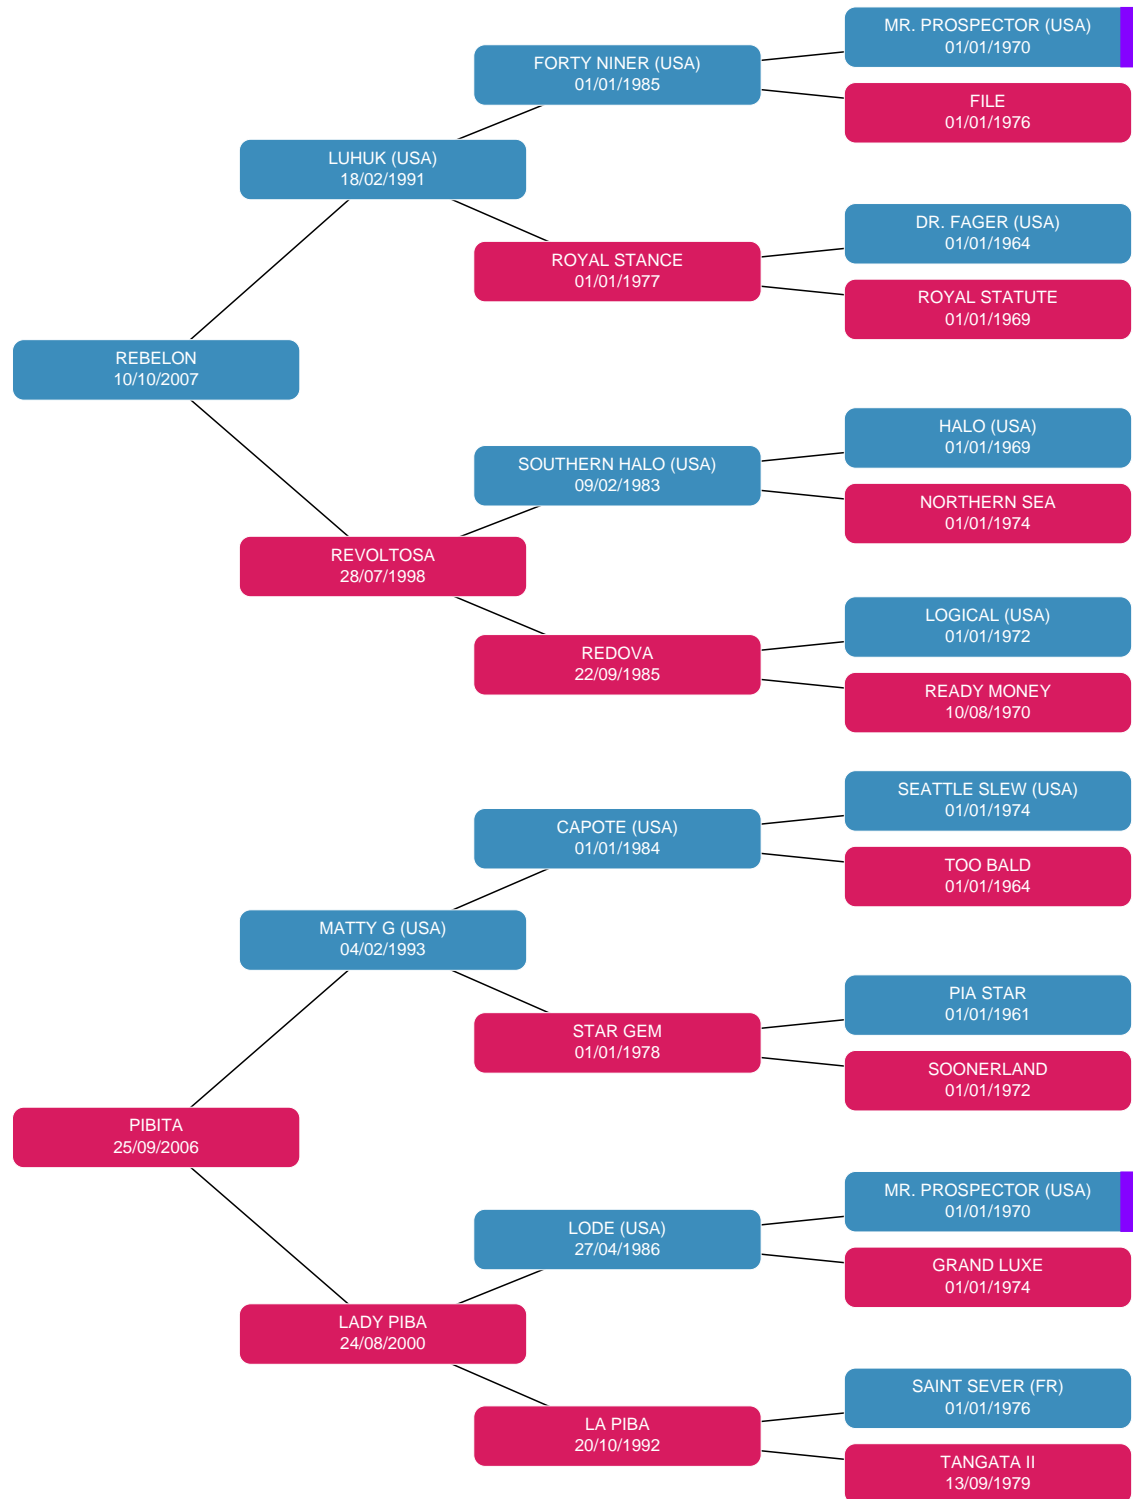 MR. PROSPECTOR (USA)
01/01/1970
FORTY NINER (USA)
01/01/1985
FILE
01/01/1976
LUHUK (USA)
18/02/1991
DR. FAGER (USA)
01/01/1964
ROYAL STANCE
01/01/1977
ROYAL STATUTE
01/01/1969
REBELON
10/10/2007
HALO (USA)
01/01/1969
SOUTHERN HALO (USA)
09/02/1983
NORTHERN SEA
01/01/1974
REVOLTOSA
28/07/1998
LOGICAL (USA)
01/01/1972
REDOVA
22/09/1985
READY MONEY
10/08/1970
SEATTLE SLEW (USA)
01/01/1974
CAPOTE (USA)
01/01/1984
TOO BALD
01/01/1964
MATTY G (USA)
04/02/1993
PIA STAR
01/01/1961
STAR GEM
01/01/1978
SOONERLAND
01/01/1972
PIBITA
25/09/2006
MR. PROSPECTOR (USA)
01/01/1970
LODE (USA)
27/04/1986
GRAND LUXE
01/01/1974
LADY PIBA
24/08/2000
SAINT SEVER (FR)
01/01/1976
LA PIBA
20/10/1992
TANGATA II
13/09/1979